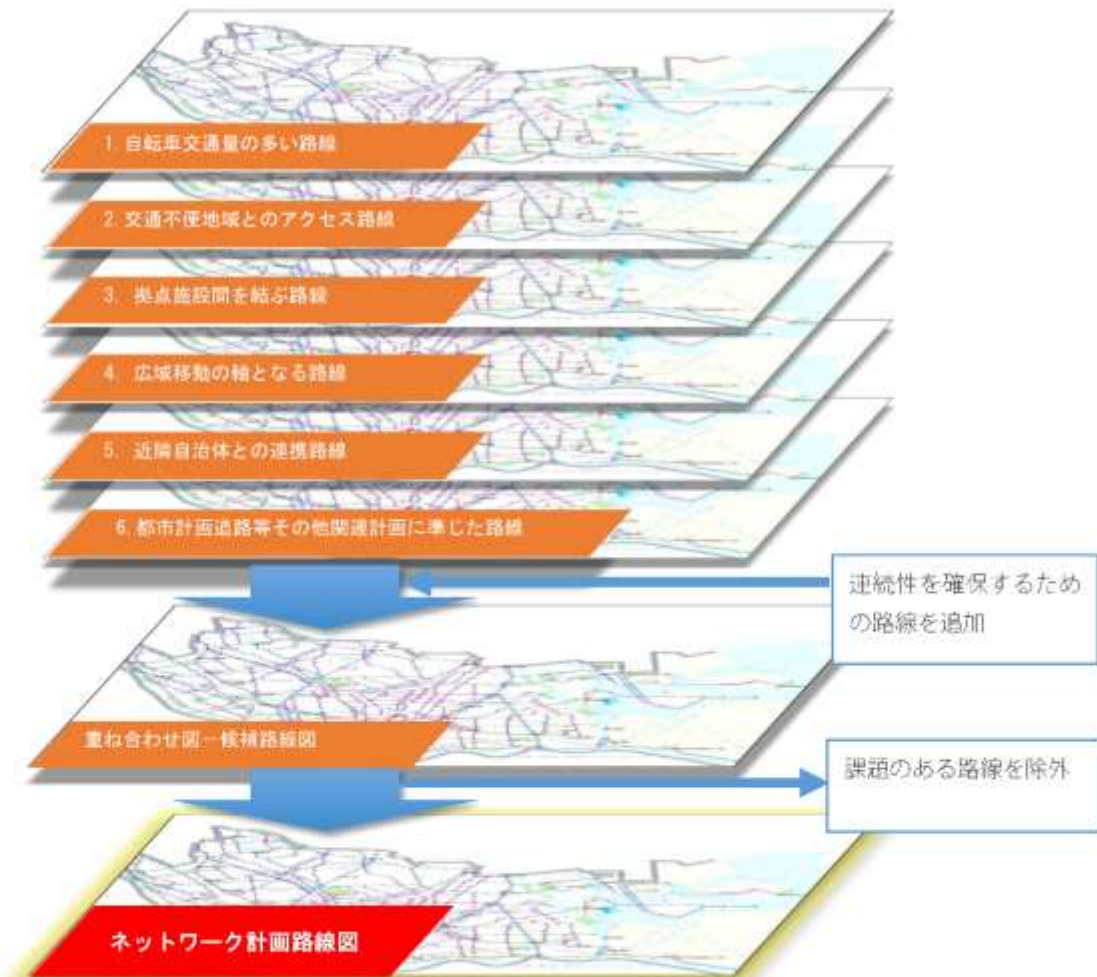 1. 自転車交通量の多い路線
2. 交通不便地域とのアクセス路線
3. 拠点施設間を結ぶ路線
4. 広域移動の軸となる路線
5. 近隣自治体との連携路線
6. 都市計画道路等その他関連計画に準じた路線
連続性を確保するため
の路線を追加
重ね合わせ図－候補路線図
課題のある路線を除外
ネットワーク計画路線図